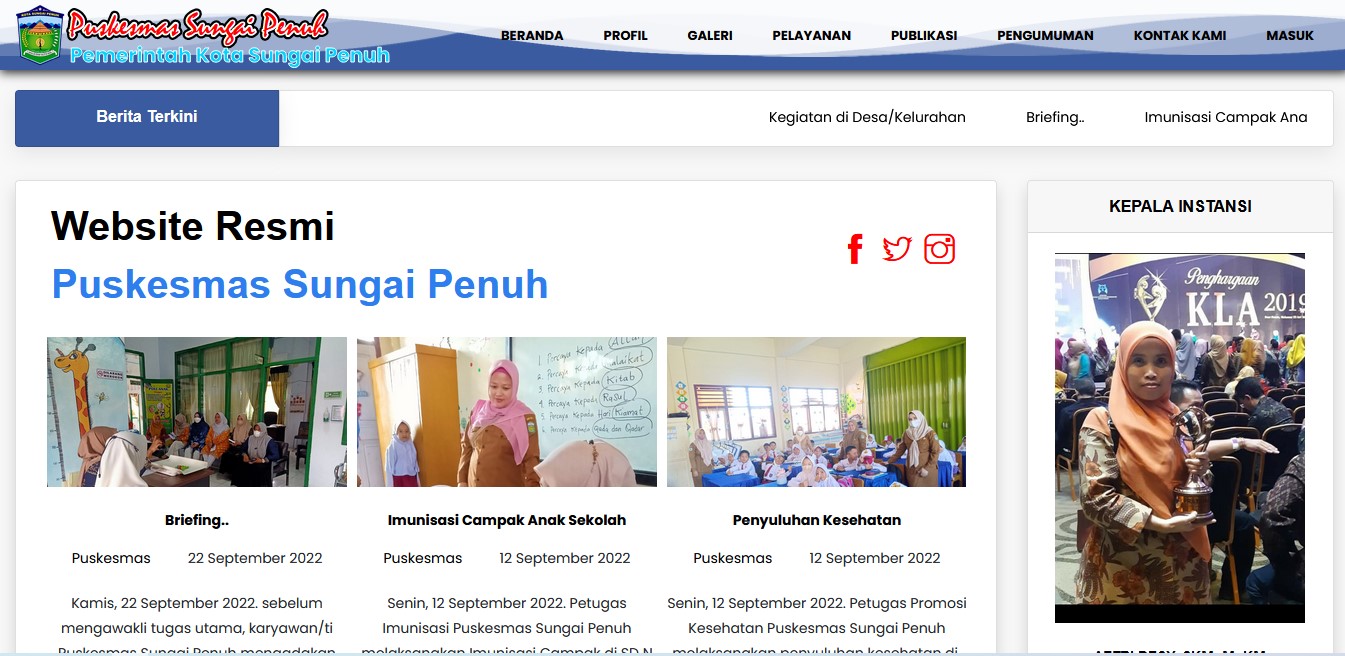 Puskesmas Sungai Penuh
Pemerintah Kota Sungai Penuh
BERANDA PROFIL GALERI PELAYANAN PUBLIKASI PENGUMUMAN KONTAK KAMI MASUK
Berita Terkini
Kegiatan di Desa/Kelurahan Briefing.. Imunisasi Campak Ana
Website Resmi
Puskesmas Sungai Penuh
KEPALA INSTANSI
Penghargaan
KLA 2019
1. Percaya Kepada Allah
2. Percaya Kepada Malaikat
3. Percaya Kepada Kitab
4. Percaya Kepada Rasul
5. Percaya Kepada Hari Kiamat
6. Percaya Kepada Qada dan Qadar
Briefing..
Puskesmas 22 September 2022
Kamis, 22 September 2022. sebelum
mengawakli tugas utama, karyawan/ti
Puskesmas Sungai Penuh mengadakan
Imunisasi Campak Anak Sekolah
Puskesmas 12 September 2022
Senin, 12 September 2022. Petugas
Imunisasi Puskesmas Sungai Penuh
melaksanakan Imunisasi Campak di SD N
Penyuluhan Kesehatan
Puskesmas 12 September 2022
Senin, 12 September 2022. Petugas Promosi
Kesehatan Puskesmas Sungai Penuh
melaksanakan penyuluhan kesehatan di